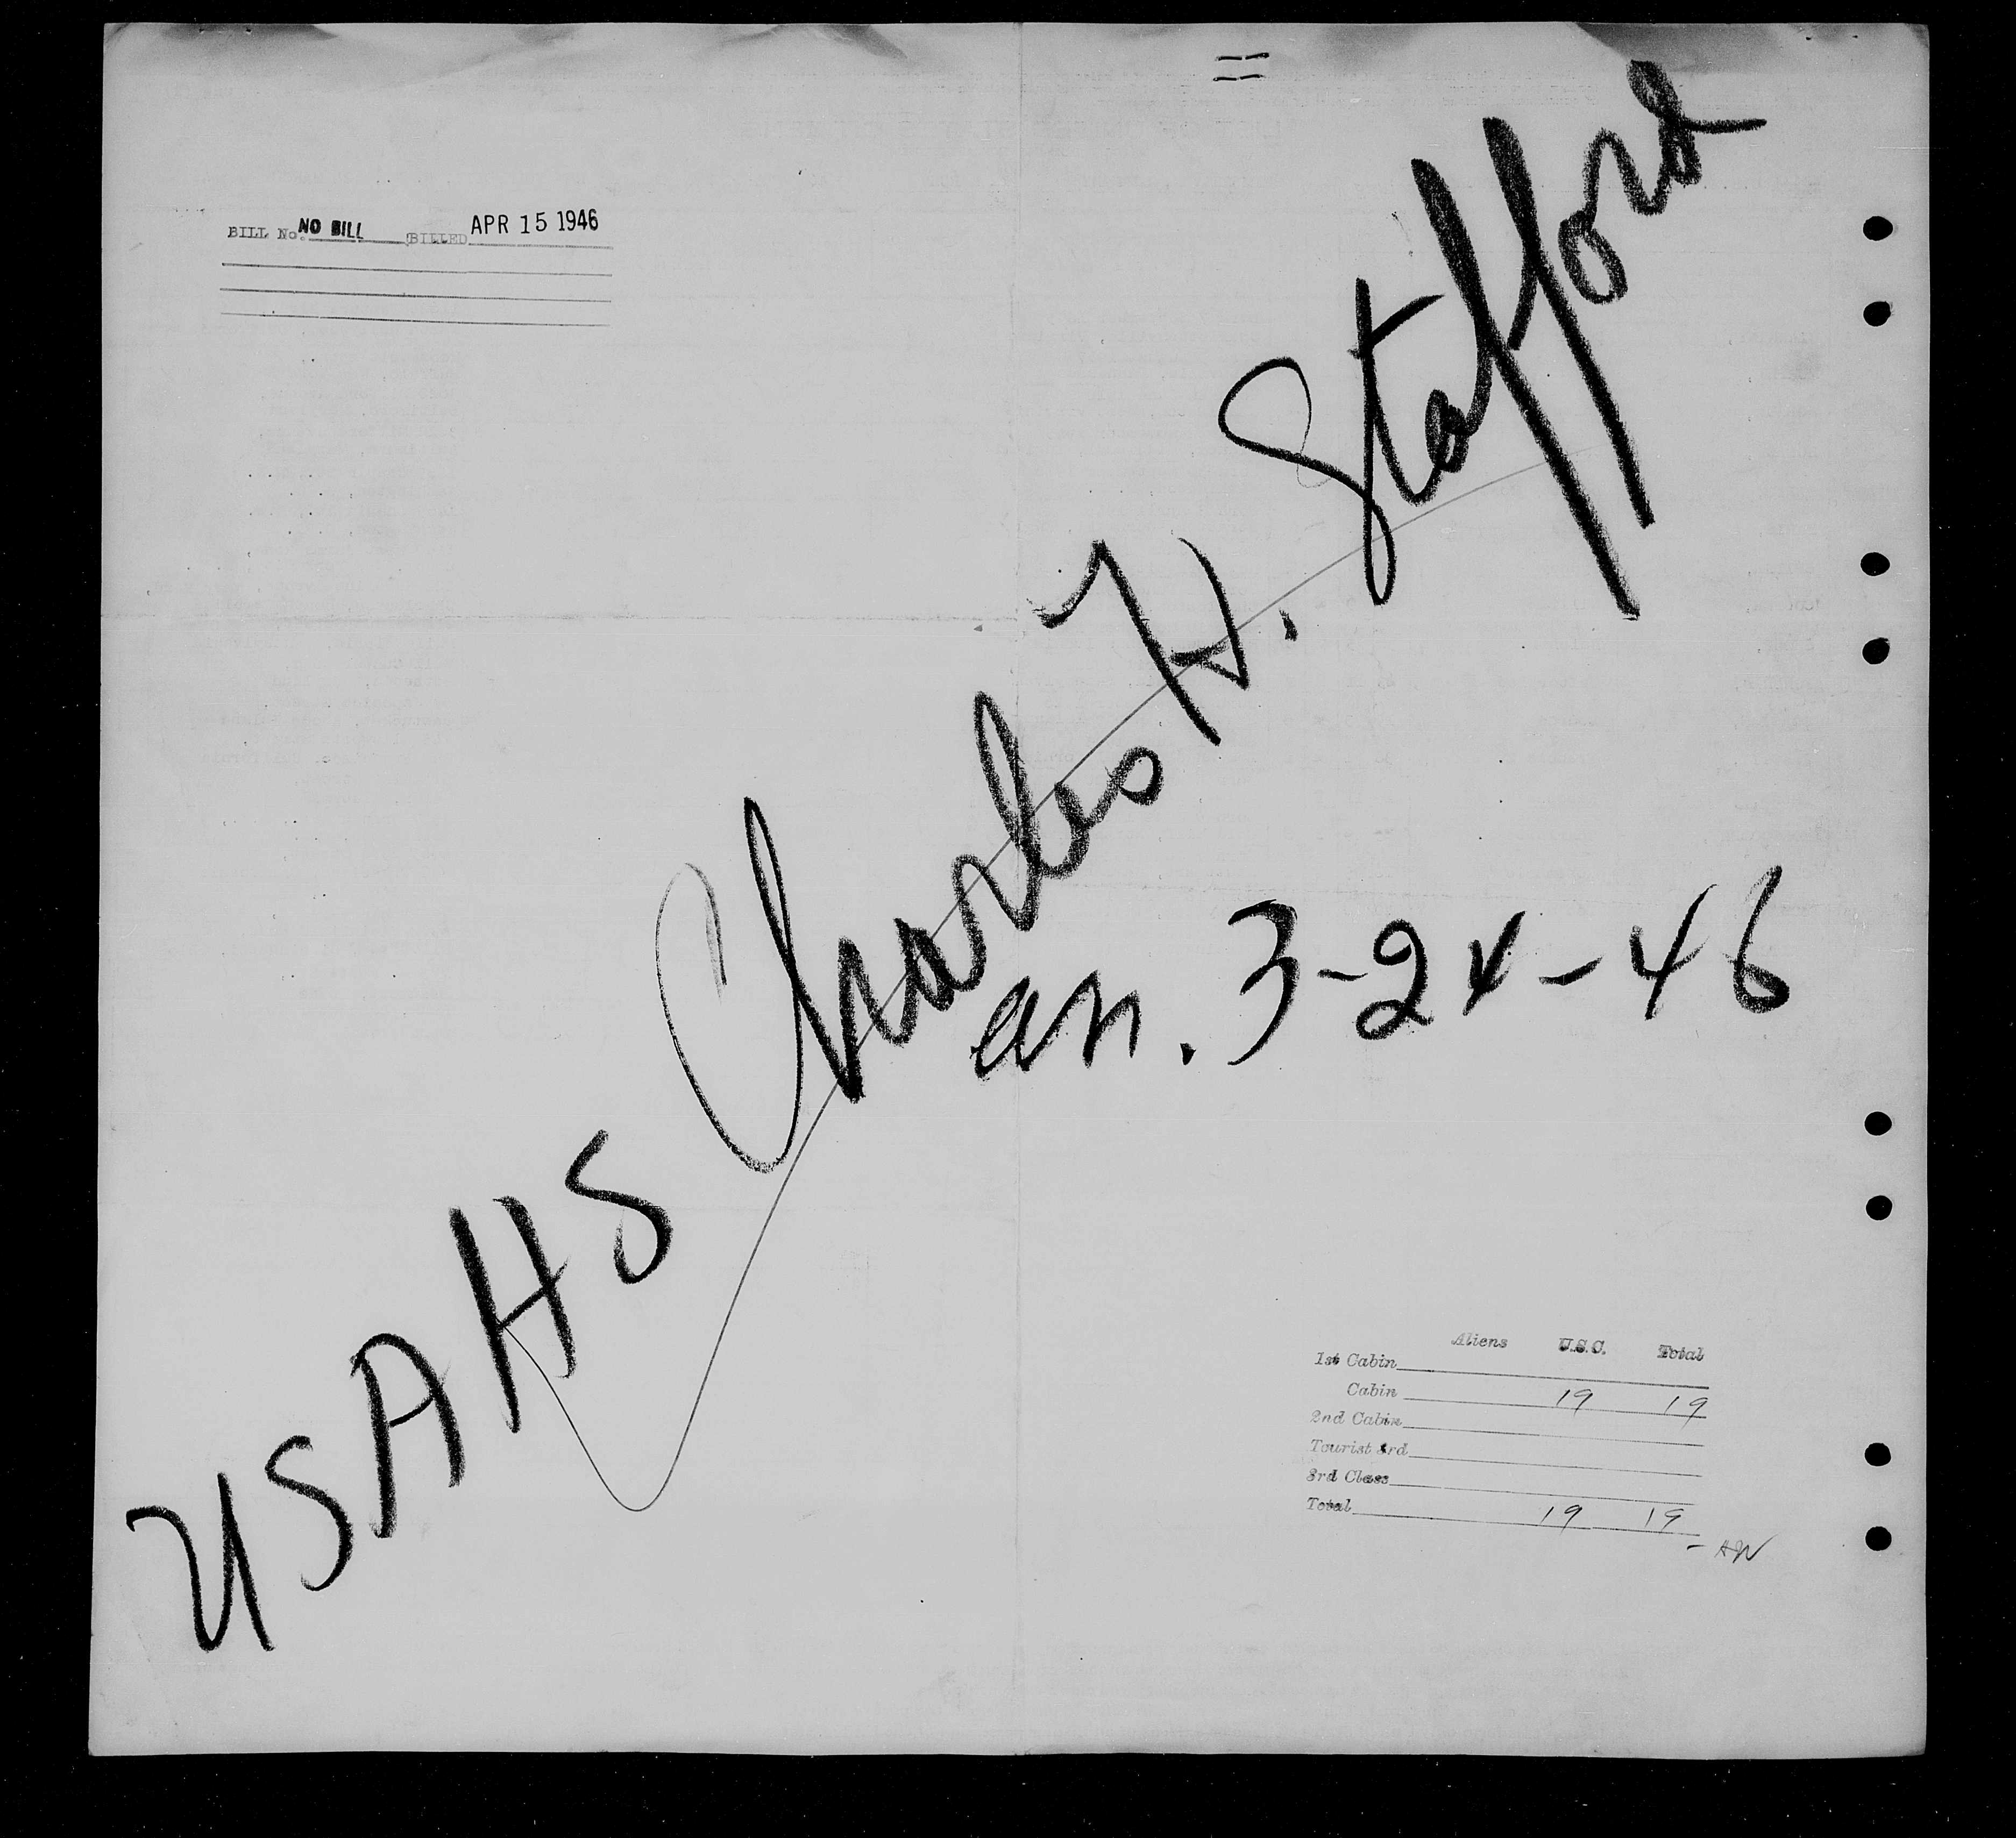 BILL No. NO BILL BILLED APR 15 1946
USAHS Charles H. Stafford
arr. 3-24-46
Aliens U.S.C. Total
1st Cabin
Cabin 19 19
2nd Cabin
Tourist 3rd
3rd Class
Total 19 19